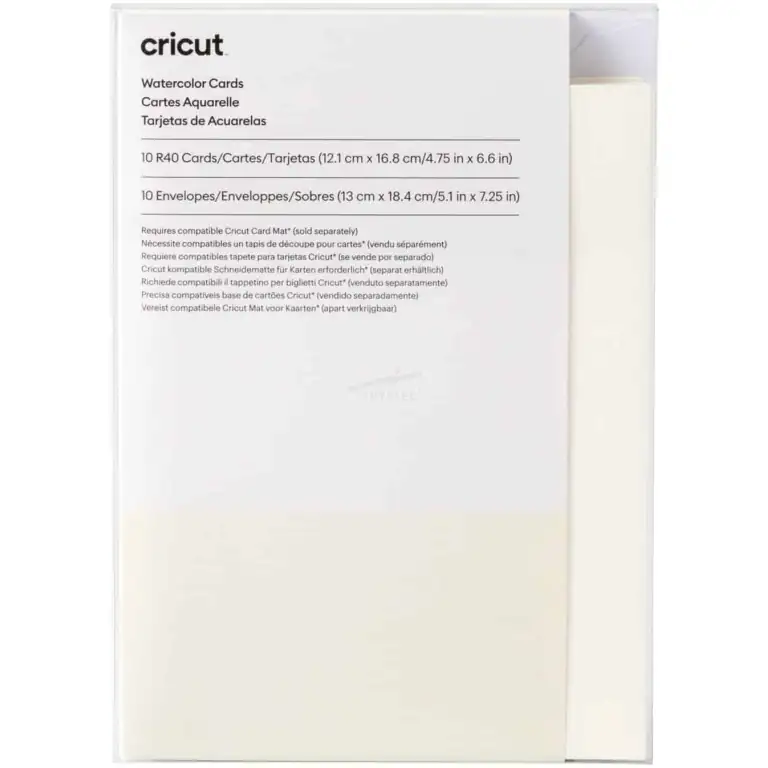 cricut™
Watercolor Cards
Cartes Aquarelle
Tarjetas de Acuarelas
10 R40 Cards/Cartes/Tarjetas (12.1 cm x 16.8 cm/4.75 in x 6.6 in)
10 Envelopes/Enveloppes/Sobres (13 cm x 18.4 cm/5.1 in x 7.25 in)
Requires compatible Cricut Card Mat* (sold separately)
Nécessite compatibles un tapis de découpe pour cartes* (vendu séparément)
Requiere compatibles tapete para tarjetas Cricut* (se vende por separado)
Cricut kompatible Schneidematte für Karten erforderlich* (separat erhältlich)
Richiede compatibili il tappetino per biglietti Cricut* (venduto separatamente)
Precisa compatíveis base de cartões Cricut* (vendido separadamente)
Vereist compatibele Cricut Mat voor Kaarten* (apart verkrijgbaar)